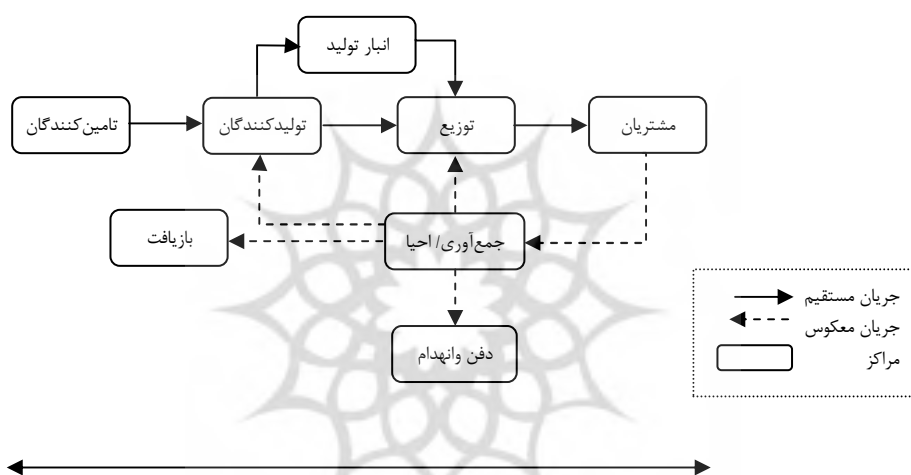 انبار تولید
تامین‌کنندگان
تولیدکنندگان
توزیع
مشتریان
بازیافت
جمع‌آوری/ احیا
دفن وانهدام
جریان مستقیم
جریان معکوس
مراکز